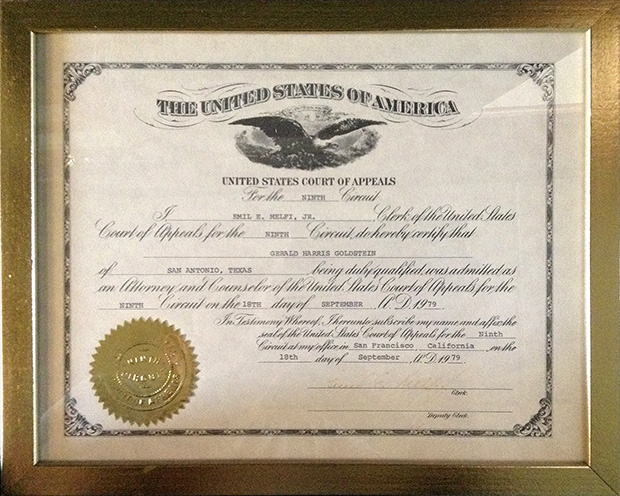 THE UNITED STATES OF AMERICA
UNITED STATES COURT OF APPEALS
For the NINTH Circuit
I EMIL E. MELFI, JR. Clerk of the United States
Court of Appeals for the NINTH Circuit, do hereby certify that
GERALD HARRIS GOLDSTEIN
of SAN ANTONIO, TEXAS being duly qualified was admitted as
an Attorney and Counselor of the United States Court of Appeals for the
NINTH Circuit on the 18TH day of SEPTEMBER A.D. 1979
In Testimony Whereof, I hereunto subscribe my name and affix the
seal of the United States Court of Appeals for the Ninth
Circuit at my office in San Francisco California on the
18th day of September A.D. 1979
Clerk.
Deputy Clerk.
NINTH
CIRCUIT